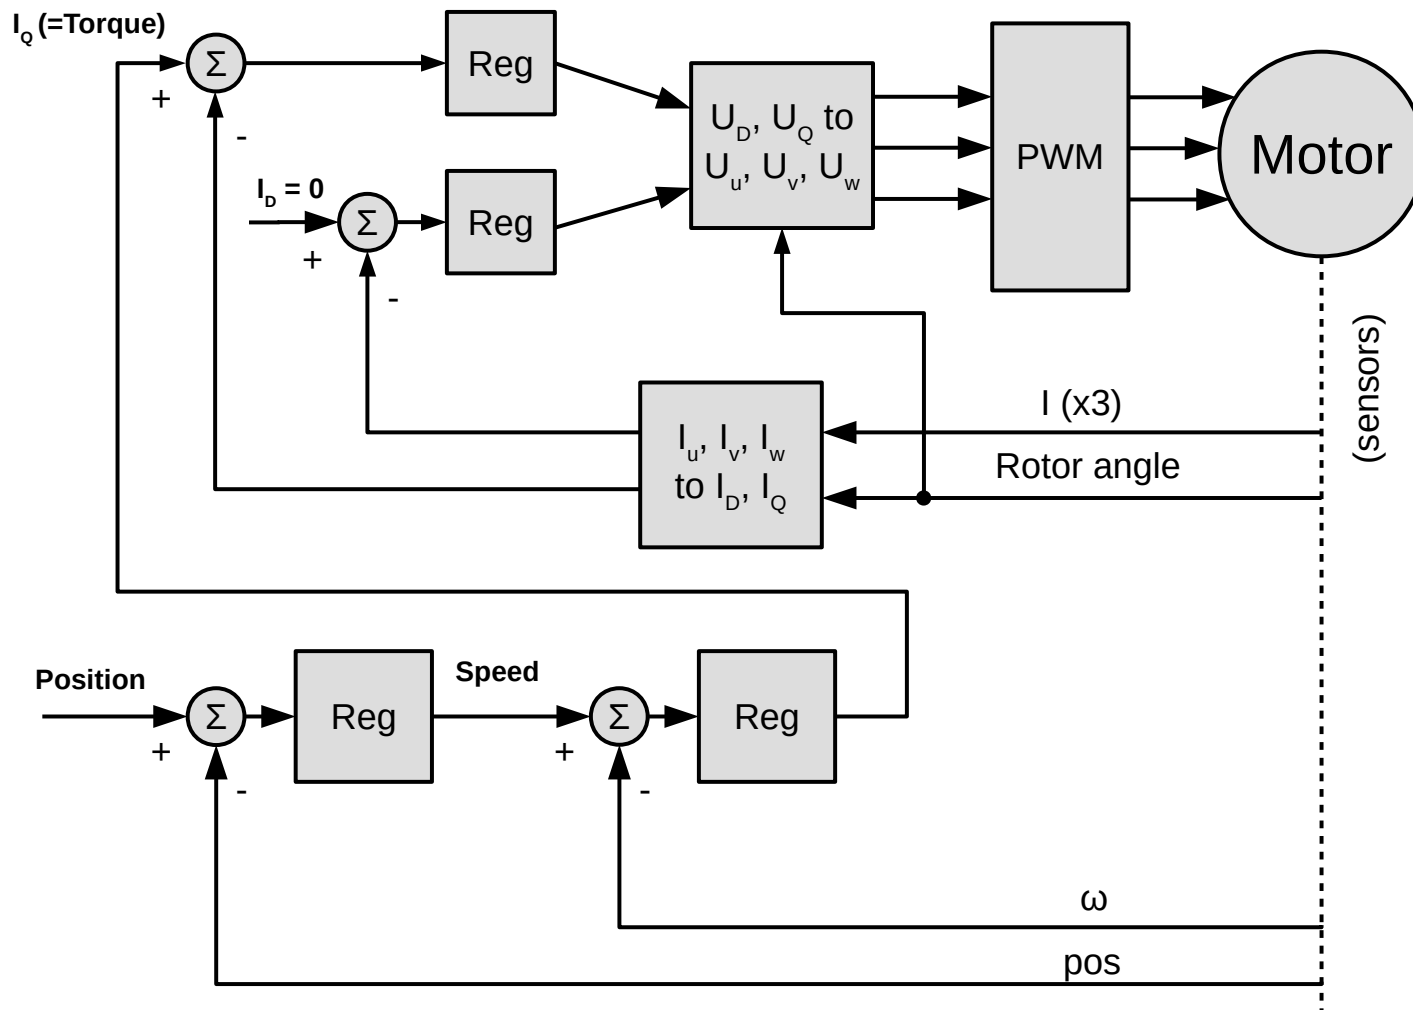 I_Q (=Torque)
Σ
+
-
Reg
U_D, U_Q to
U_u, U_v, U_w
PWM
Motor
I_D = 0
Σ
+
-
Reg
(sensors)
I (x3)
Rotor angle
I_u, I_v, I_w
to I_D, I_Q
Position
Σ
+
-
Reg
Speed
Σ
+
-
Reg
ω
pos